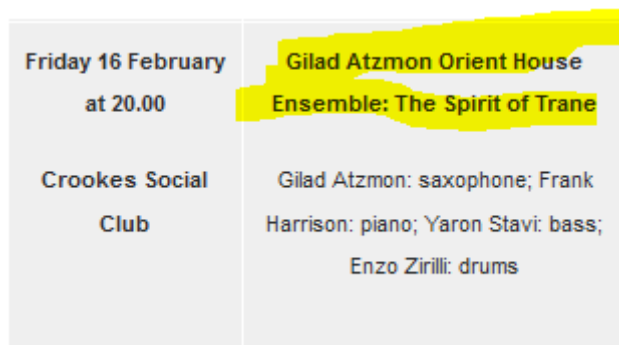 Friday 16 February
at 20.00
Crookes Social
Club
Gilad Atzmon Orient House
Ensemble: The Spirit of Trane
Gilad Atzmon: saxophone; Frank
Harrison: piano; Yaron Stavi: bass;
Enzo Zirilli: drums